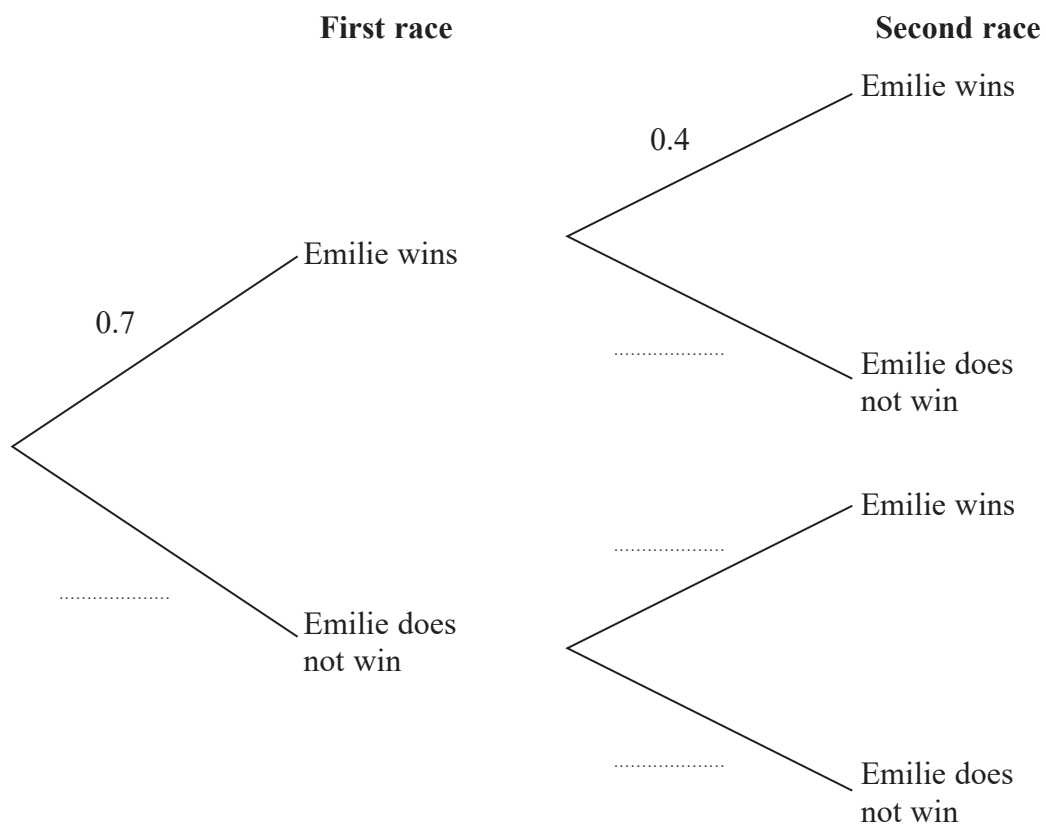 First race
Second race
Emilie wins
0.4
Emilie wins
0.7
Emilie does
not win
Emilie wins
Emilie does
not win
Emilie does
not win